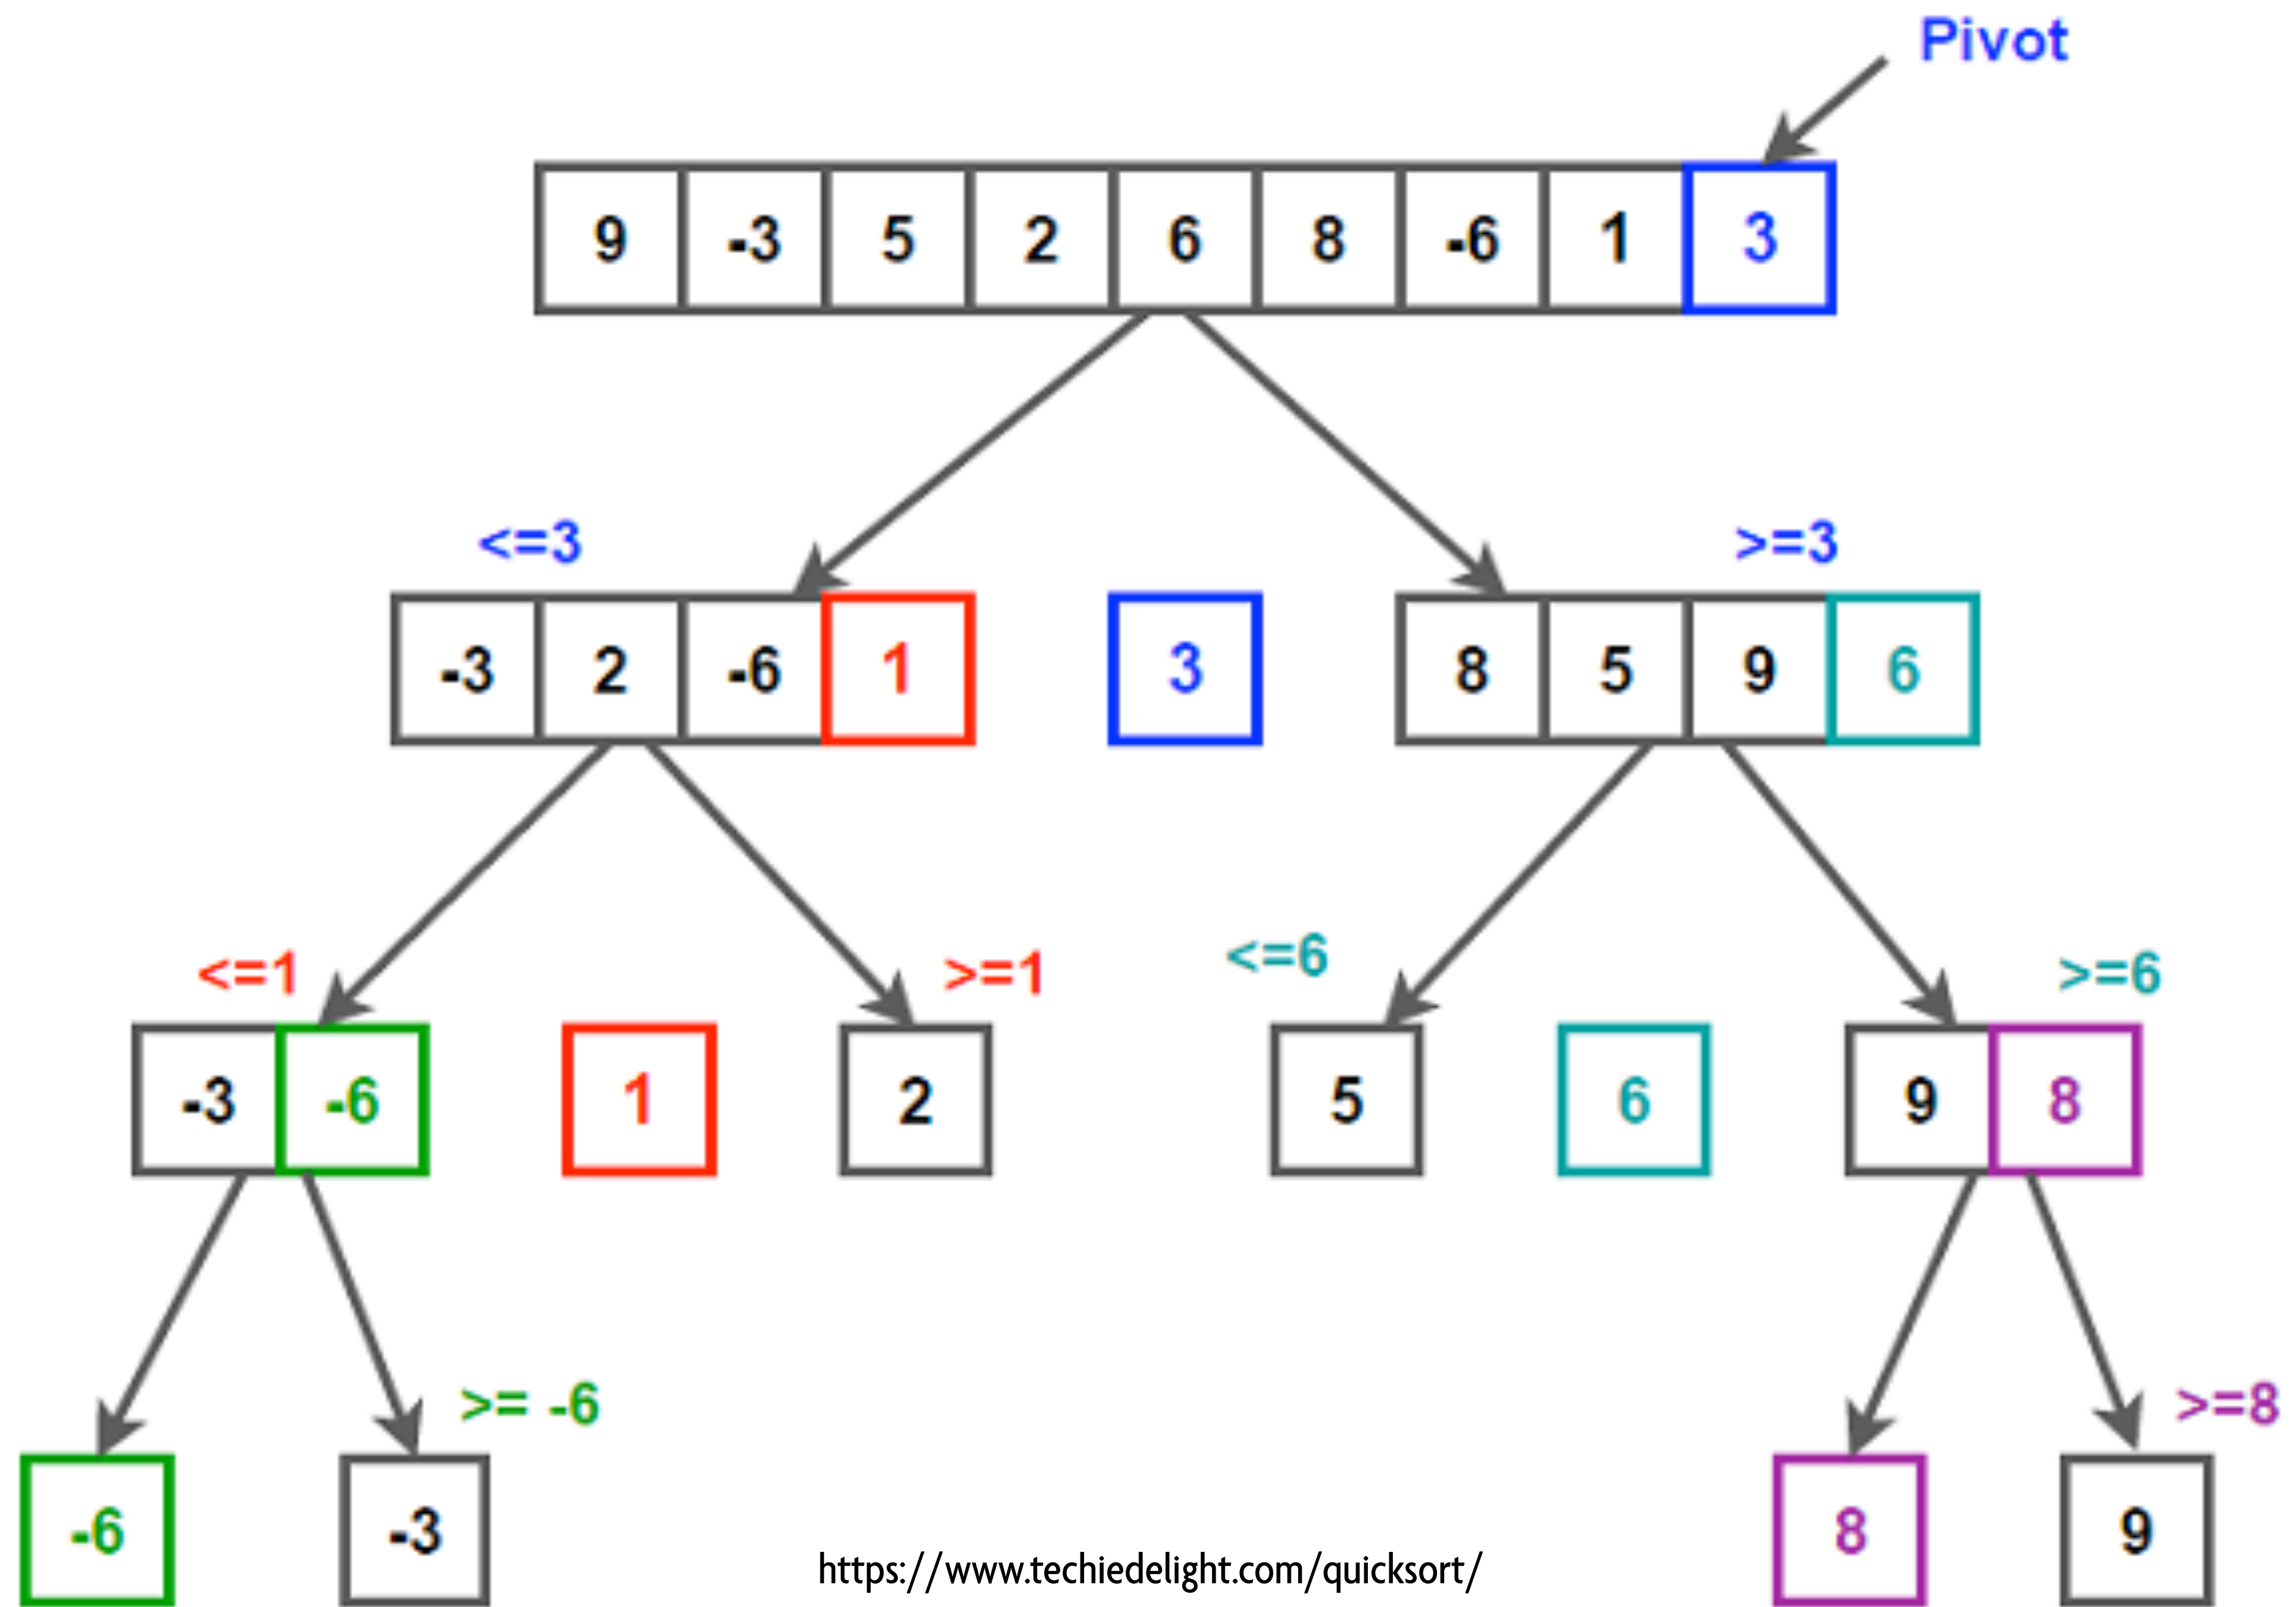 Pivot
9 -3 5 2 6 8 -6 1 3
<=3 >=3
-3 2 -6 1 3 8 5 9 6
<=1 >=1 <=6 >=6
-3 -6 1 2 5 6 9 8
>= -6 >=8
-6 -3 8 9
https://www.techiedelight.com/quicksort/